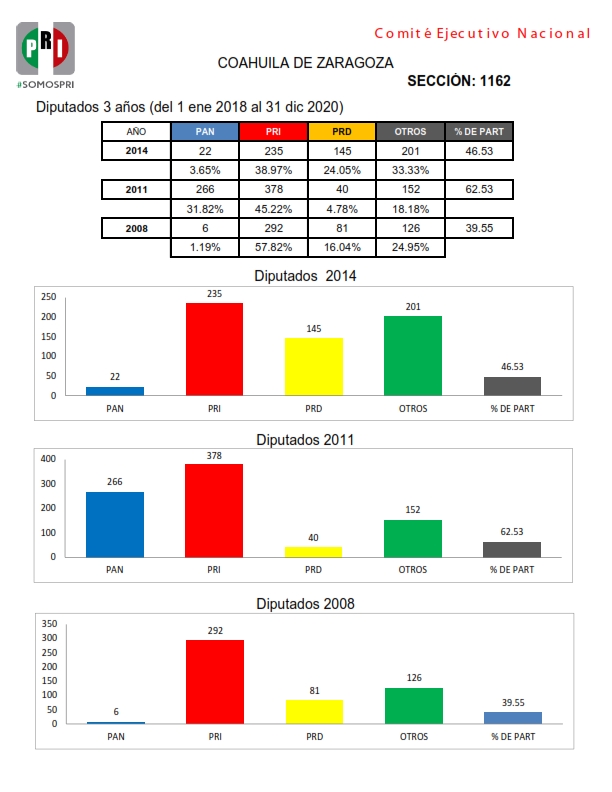 PRI
#SOMOSPRI
Comité Ejecutivo Nacional
COAHUILA DE ZARAGOZA
SECCIÓN: 1162
Diputados 3 años (del 1 ene 2018 al 31 dic 2020)
AÑO PAN PRI PRD OTROS % DE PART
2014 22 235 145 201 46.53
3.65% 38.97% 24.05% 33.33%
2011 266 378 40 152 62.53
31.82% 45.22% 4.78% 18.18%
2008 6 292 81 126 39.55
1.19% 57.82% 16.04% 24.95%
Diputados 2014
250
200
150
100
50
0
22
235
145
201
46.53
PAN PRI PRD OTROS % DE PART
Diputados 2011
400
300
200
100
0
266
378
40
152
62.53
PAN PRI PRD OTROS % DE PART
Diputados 2008
350
300
250
200
150
100
50
0
6
292
81
126
39.55
PAN PRI PRD OTROS % DE PART